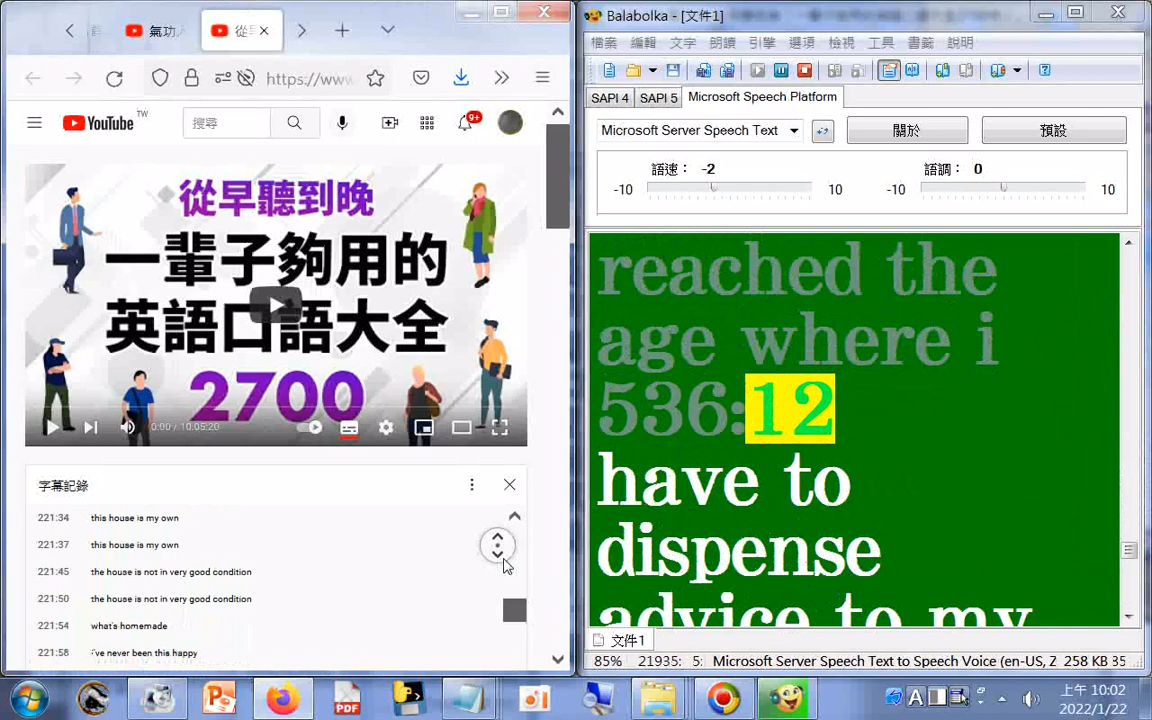 氣功
從
https://www
YouTube TW
搜尋
9+
從早聽到晚
一輩子夠用的
英語口語大全
2700
0:00 / 10:05:20
字幕記錄
221:34 this house is my own
221:37 this house is my own
221:45 the house is not in very good condition
221:50 the house is not in very good condition
221:54 what's homemade
221:58 i've never been this happy
Balabolka - [文件1]
檔案 編輯 文字 朗讀 引擎 選項 檢視 工具 書籤 說明
SAPI 4 SAPI 5 Microsoft Speech Platform
Microsoft Server Speech Text 關於 預設
語速: -2 語調: 0
-10 10 -10 10
reached the
age where i
536:12
have to
dispense
advice to my
文件1
85% 21935: 5: Microsoft Server Speech Text to Speech Voice (en-US, Z 258 KB 35
PDF
A
上午 10:02
2022/1/22